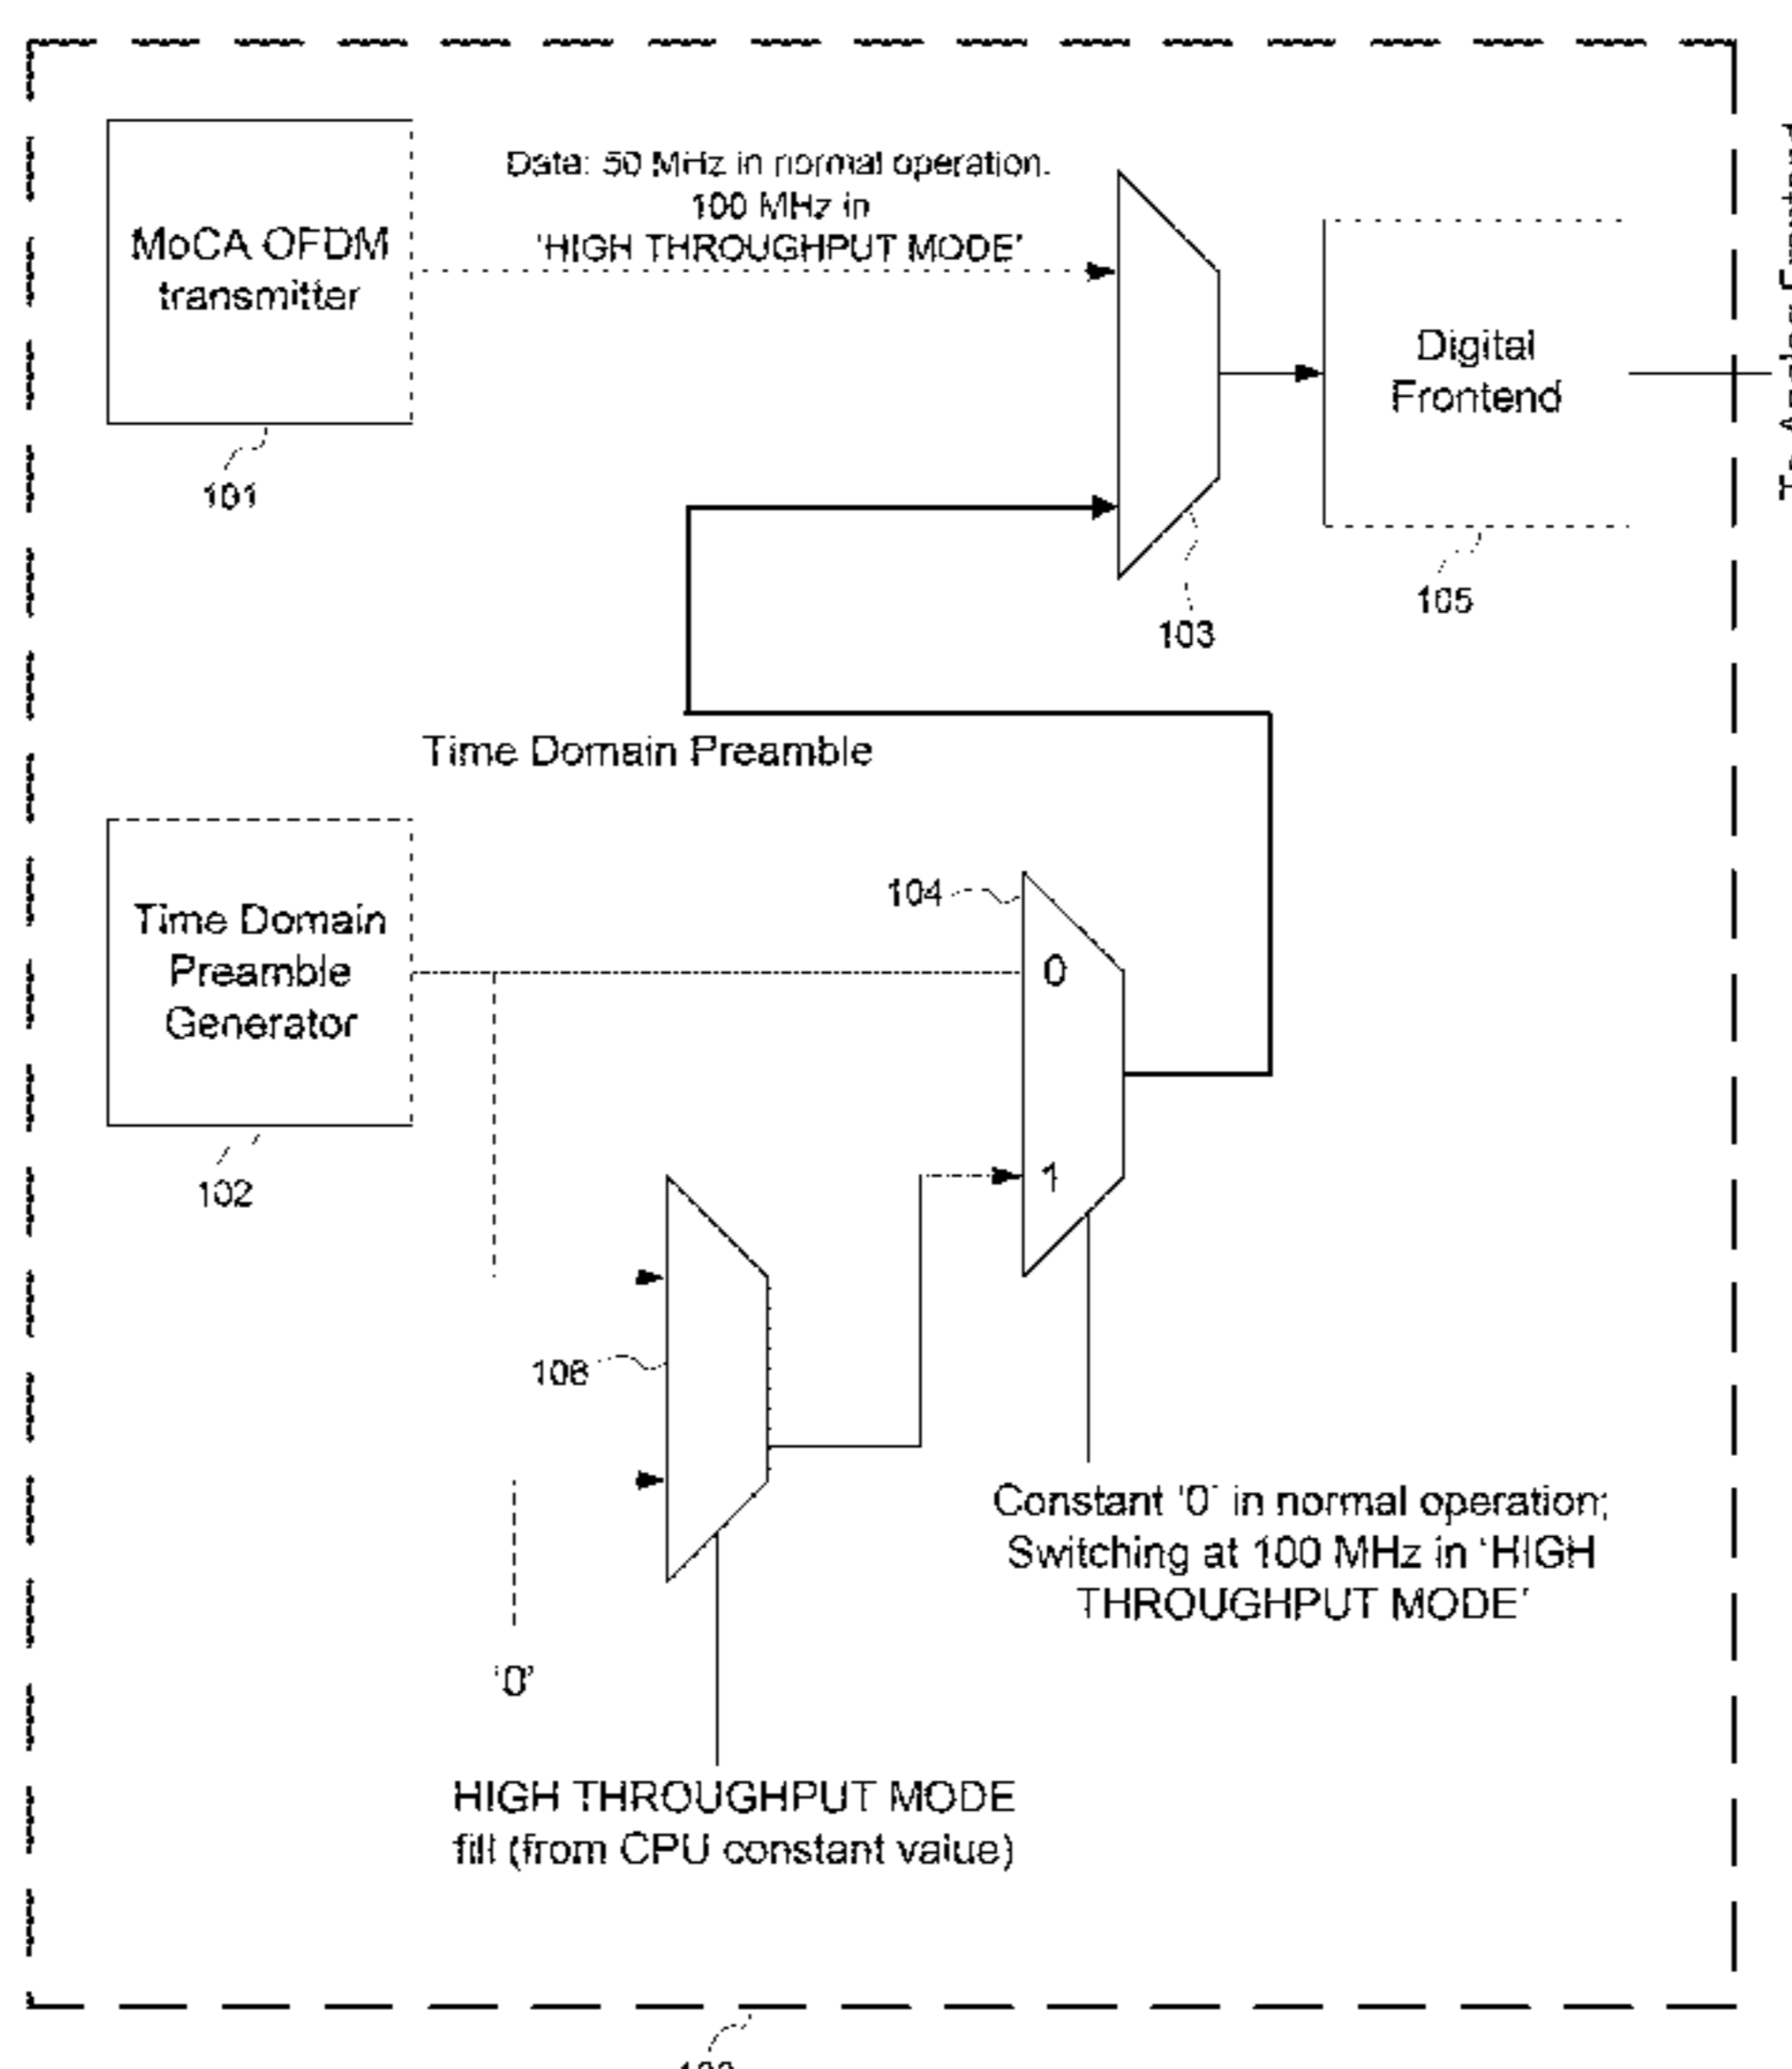 Data: 50 MHz in normal operation.
100 MHz in
'HIGH THROUGHPUT MODE'
MoCA OFDM
transmitter
Digital
Frontend
101
105
103
Time Domain Preamble
104
Time Domain
Preamble
Generator
0
1
102
106
Constant '0' in normal operation;
Switching at 100 MHz in 'HIGH
THROUGHPUT MODE'
'0'
HIGH THROUGHPUT MODE
fill (from CPU constant value)